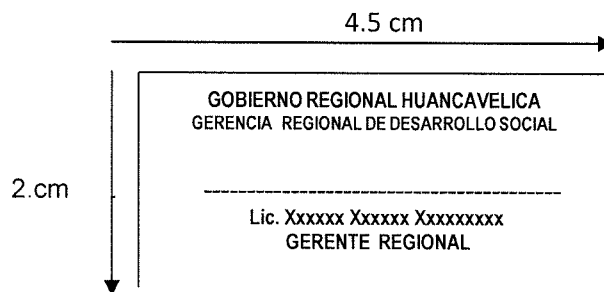 4.5 cm
GOBIERNO REGIONAL HUANCAVELICA
GERENCIA REGIONAL DE DESARROLLO SOCIAL
2.cm
--------------------------------------------------
Lic. Xxxxxx Xxxxxx Xxxxxxxxx
GERENTE REGIONAL